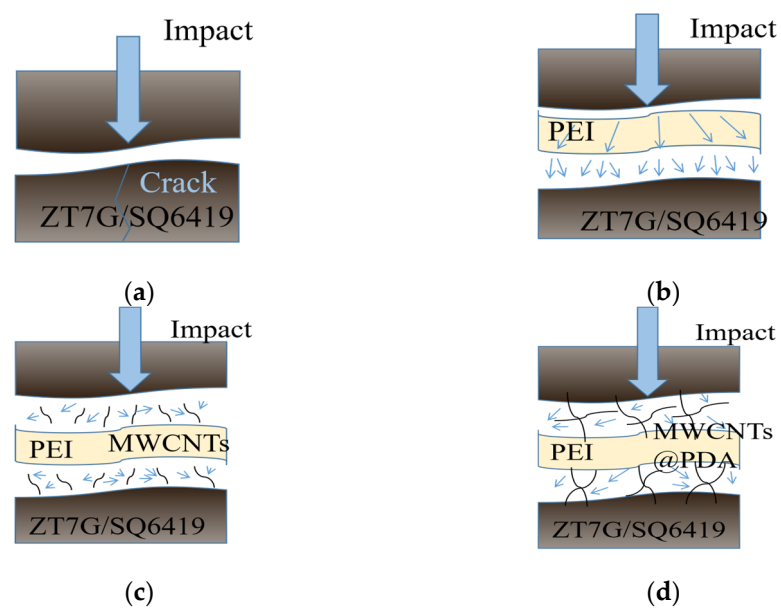 Impact
Crack
ZT7G/SQ6419
(a)
Impact
PEI
ZT7G/SQ6419
(b)
Impact
PEI MWCNTs
ZT7G/SQ6419
(c)
Impact
MWCNTs
PEI @PDA
ZT7G/SQ6419
(d)